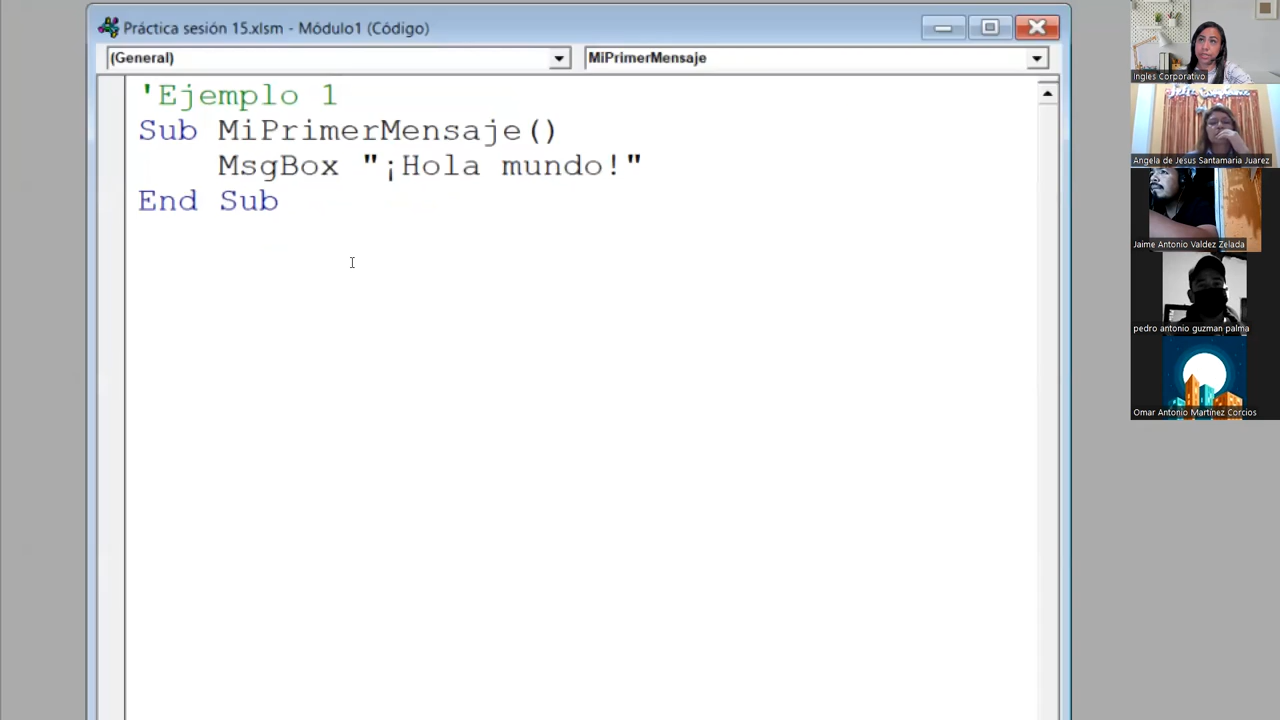 Práctica sesión 15.xlsm - Módulo1 (Código)
(General)
MiPrimerMensaje
'Ejemplo 1
Sub MiPrimerMensaje()
MsgBox "¡Hola mundo!"
End Sub
Ingles Corporativo
Angela de Jesus Santamaria Juarez
Jaime Antonio Valdez Zelada
pedro antonio guzman palma
Omar Antonio Martínez Corcios